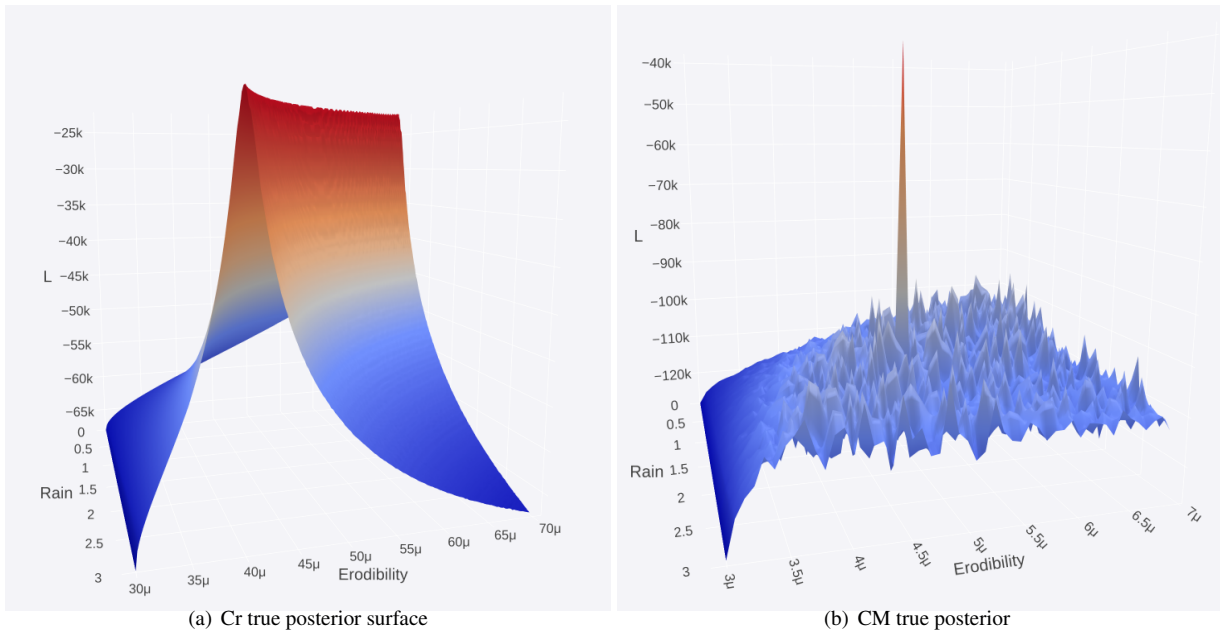 −25k
−30k
−35k
−40k
L
−45k
−50k
−55k
−60k
−65k
0
0.5
1
Rain
1.5
2
2.5
3
30μ
35μ
40μ
45μ
50μ
55μ
60μ
65μ
70μ
Erodibility
(a) Cr true posterior surface
−40k
−50k
−60k
−70k
−80k
L
−90k
−100k
−110k
−120k
0
0.5
1
Rain
1.5
2
2.5
3
3μ
3.5μ
4μ
4.5μ
5μ
5.5μ
6μ
6.5μ
7μ
Erodibility
(b) CM true posterior